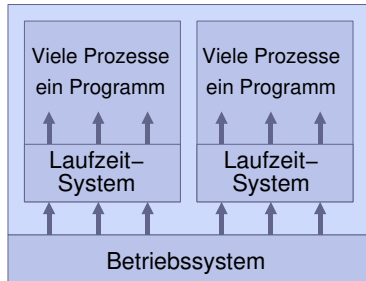 Viele Prozesse
ein Programm
Laufzeit–
System
Viele Prozesse
ein Programm
Laufzeit–
System
Betriebssystem